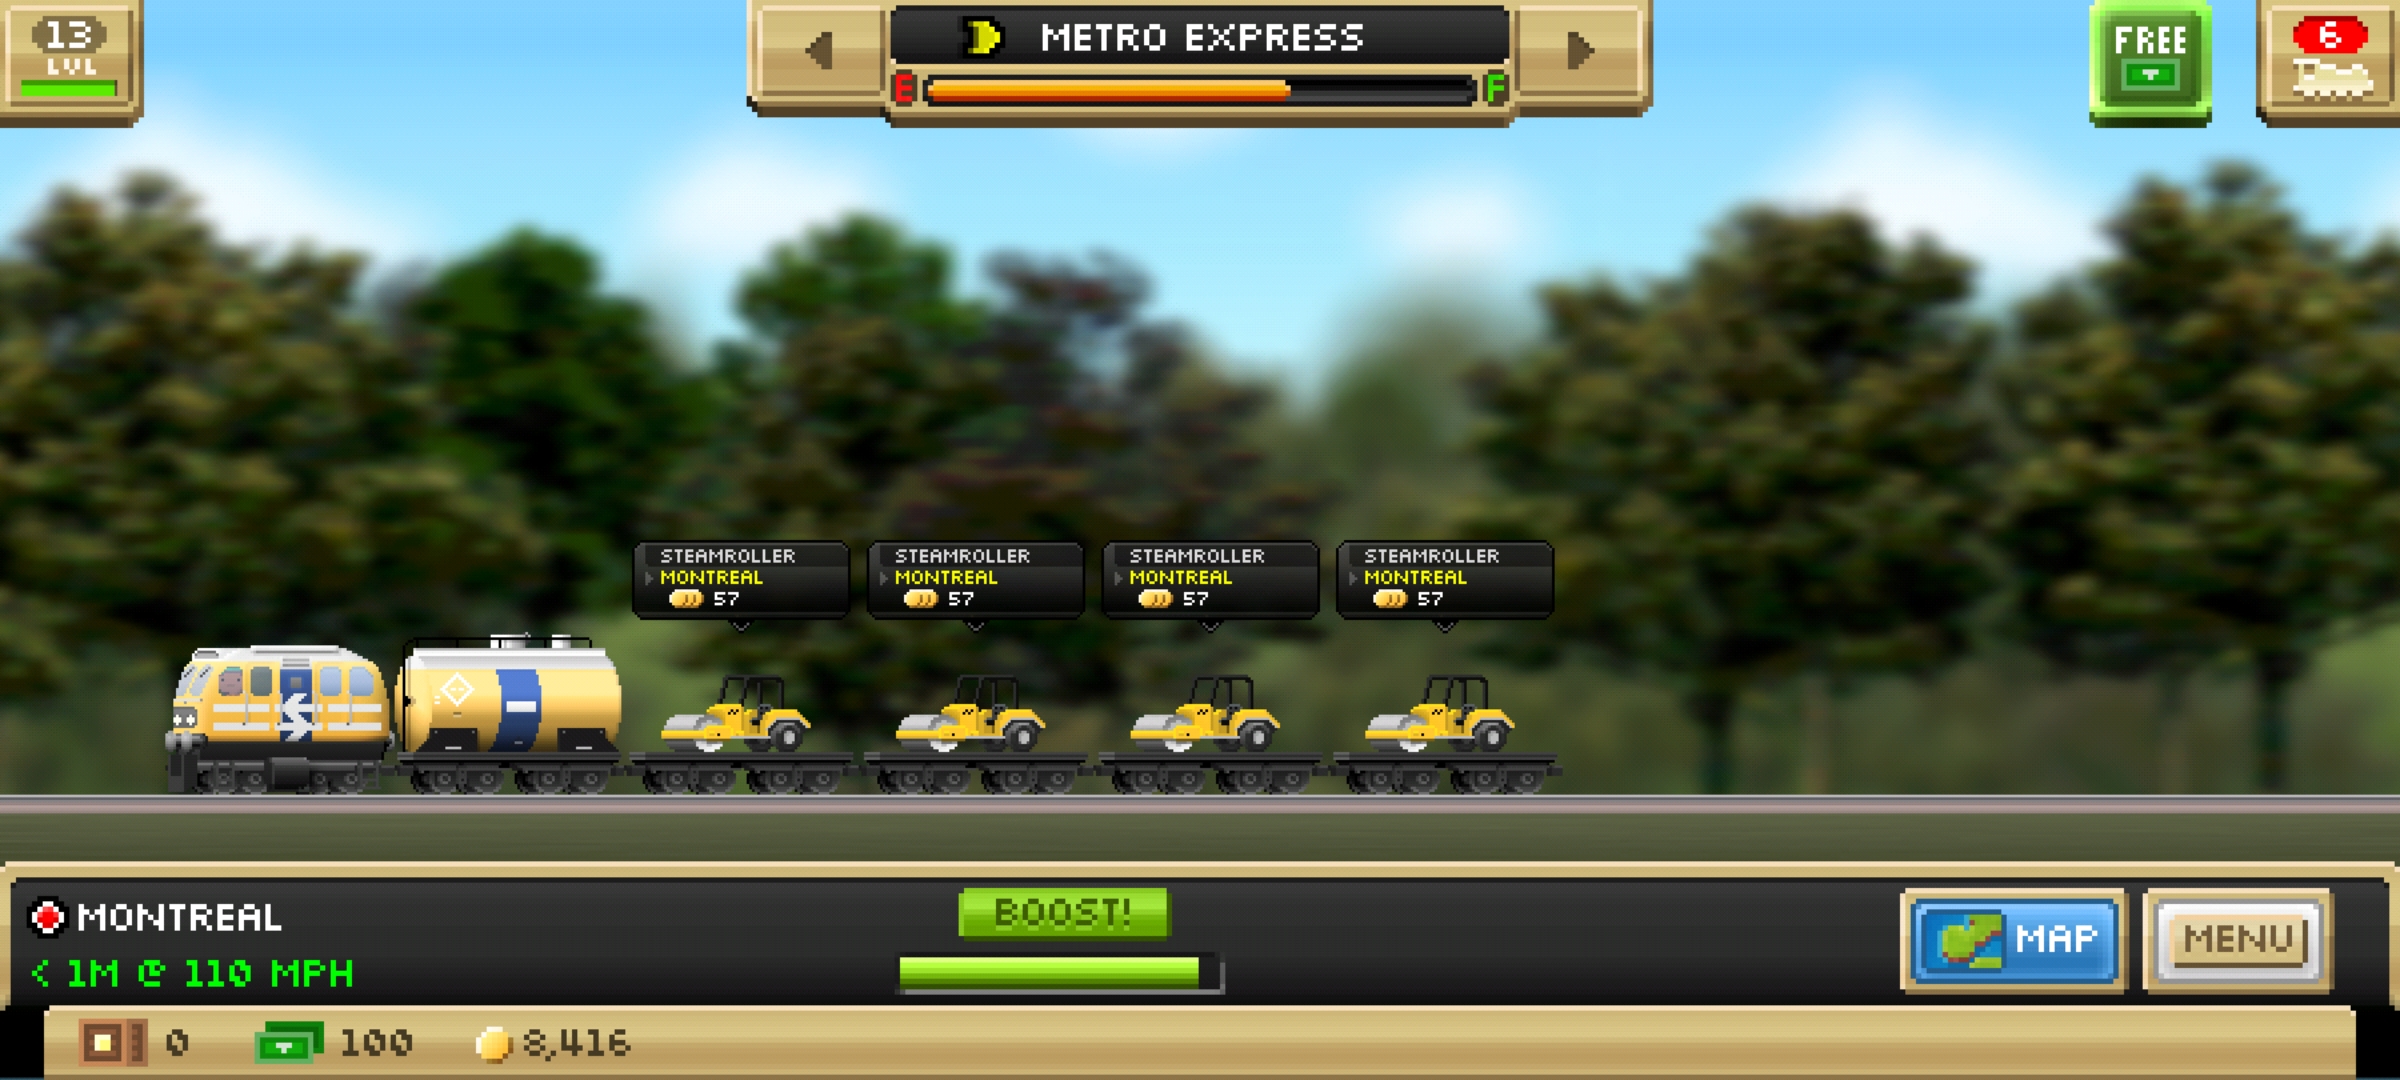 13
LVL
METRO EXPRESS
E
F
FREE
6
STEAMROLLER
MONTREAL
57
STEAMROLLER
MONTREAL
57
STEAMROLLER
MONTREAL
57
STEAMROLLER
MONTREAL
57
MONTREAL
< 1M @ 110 MPH
BOOST!
MAP
MENU
0
100
8,416